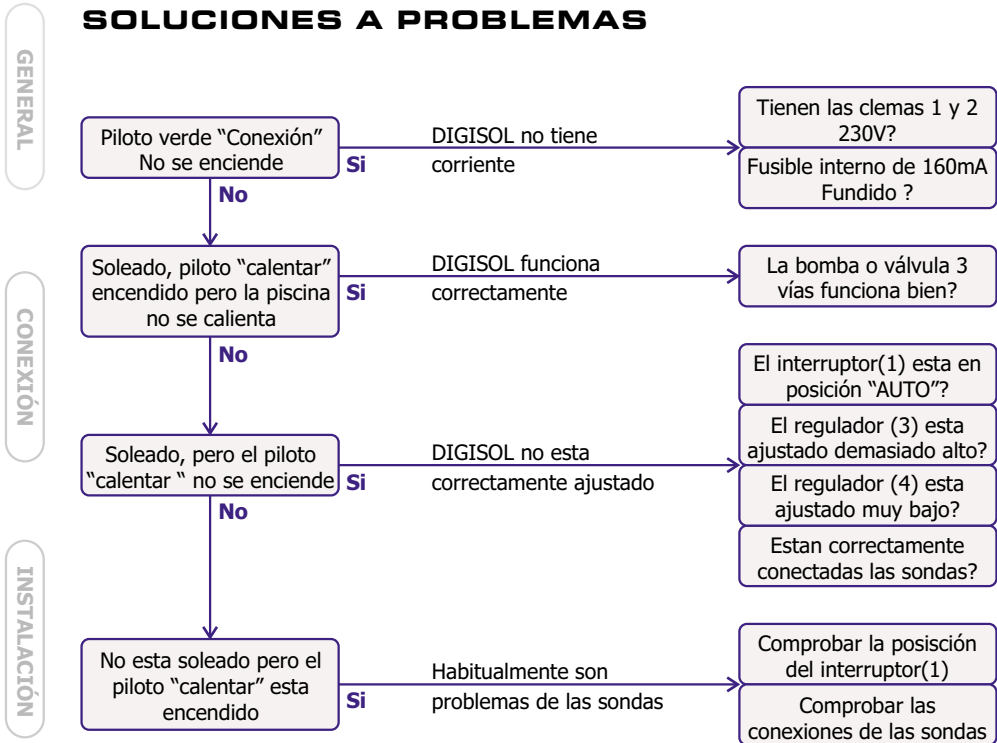 SOLUCIONES A PROBLEMAS
GENERAL
CONEXIÓN
INSTALACIÓN
Piloto verde “Conexión”
No se enciende
Si
DIGISOL no tiene
corriente
Tienen las clemas 1 y 2
230V?
Fusible interno de 160mA
Fundido ?
No
Soleado, piloto “calentar”
encendido pero la piscina
no se calienta
Si
DIGISOL funciona
correctamente
La bomba o válvula 3
vías funciona bien?
No
Soleado, pero el piloto
“calentar “ no se enciende
Si
DIGISOL no esta
correctamente ajustado
El interruptor(1) esta en
posición “AUTO”?
El regulador (3) esta
ajustado demasiado alto?
El regulador (4) esta
ajustado muy bajo?
Estan correctamente
conectadas las sondas?
No
No esta soleado pero el
piloto “calentar” esta
encendido
Si
Habitualmente son
problemas de las sondas
Comprobar la posisción
del interruptor(1)
Comprobar las
conexiones de las sondas